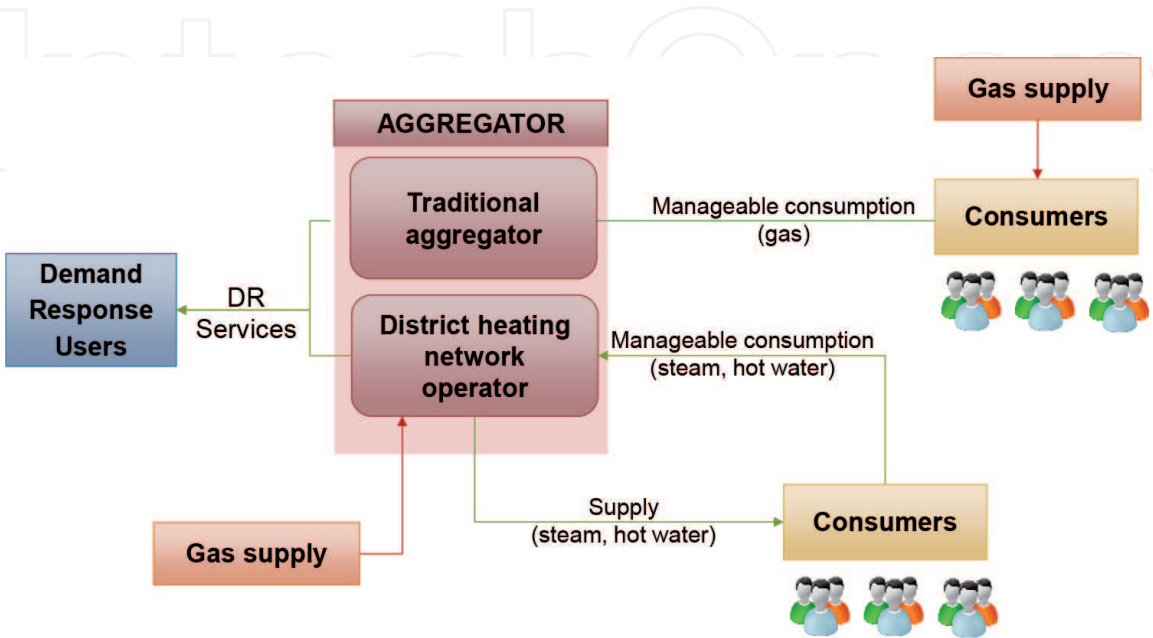 Gas supply
AGGREGATOR
Traditional
aggregator
Manageable consumption
(gas)
Consumers
Demand
Response
Users
DR
Services
District heating
network
operator
Manageable consumption
(steam, hot water)
Supply
(steam, hot water)
Consumers
Gas supply